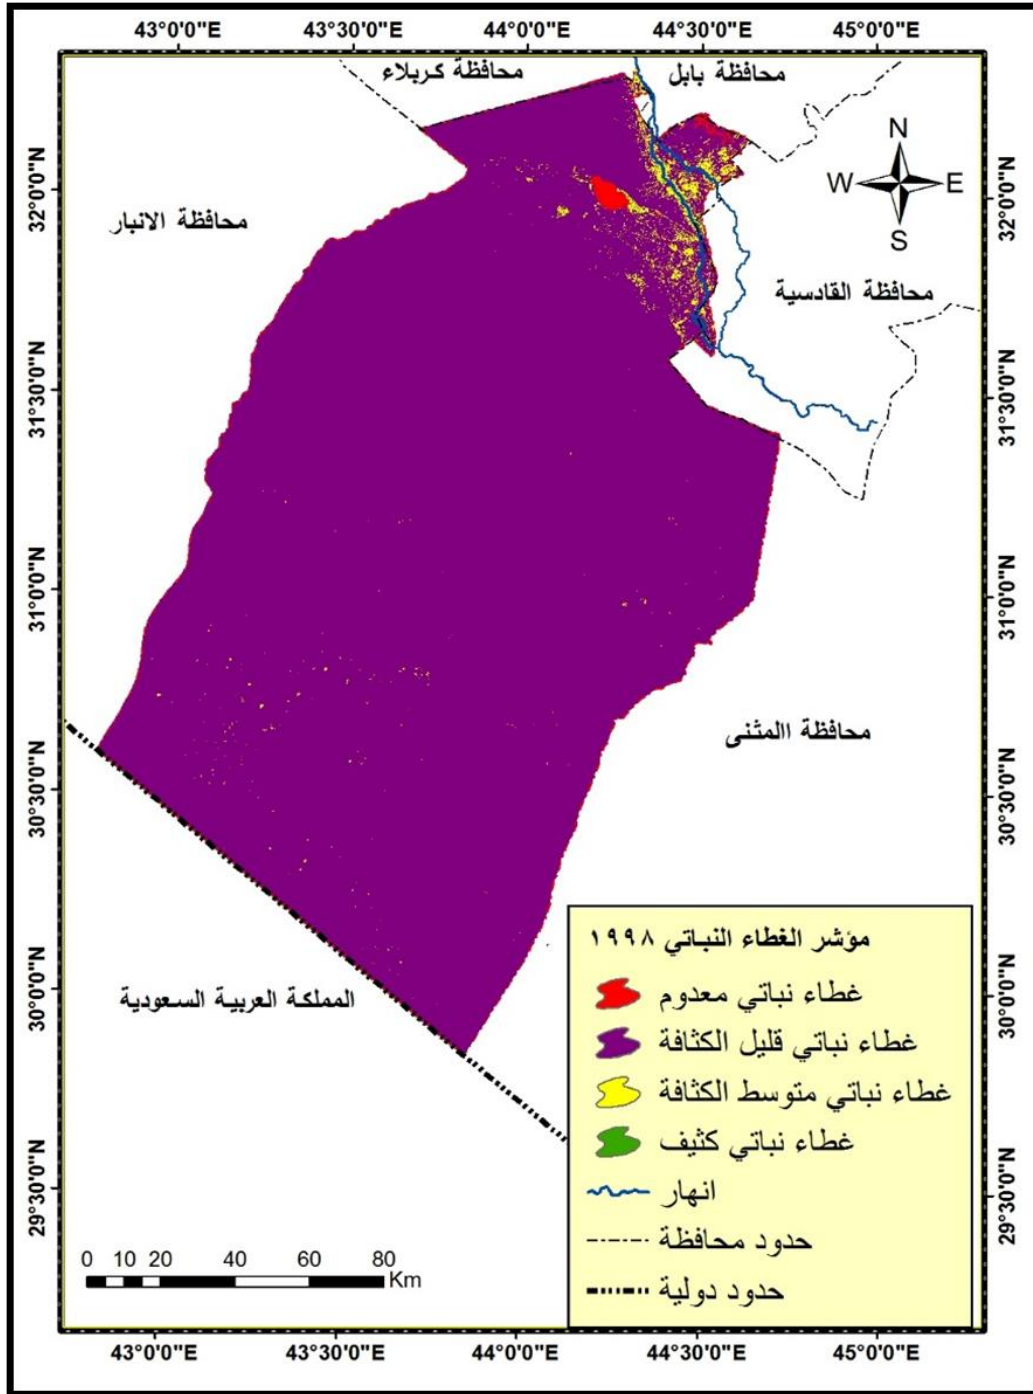 43°0'0"E 43°30'0"E 44°0'0"E 44°30'0"E 45°0'0"E
محافظة كربلاء
محافظة بابل
N
W E
S
32°0'0"N
32°0'0"N
محافظة الانبار
محافظة القادسية
31°30'0"N
31°30'0"N
31°0'0"N
31°0'0"N
محافظة االمثنى
30°30'0"N
30°30'0"N
30°0'0"N
30°0'0"N
المملكة العربية السعودية
29°30'0"N
29°30'0"N
مؤشر الغطاء النباتي ١٩٩٨
غطاء نباتي معدوم
غطاء نباتي قليل الكثافة
غطاء نباتي متوسط الكثافة
غطاء نباتي كثيف
انهار
حدود محافظة
حدود دولية
0 10 20 40 60 80
Km
43°0'0"E 43°30'0"E 44°0'0"E 44°30'0"E 45°0'0"E